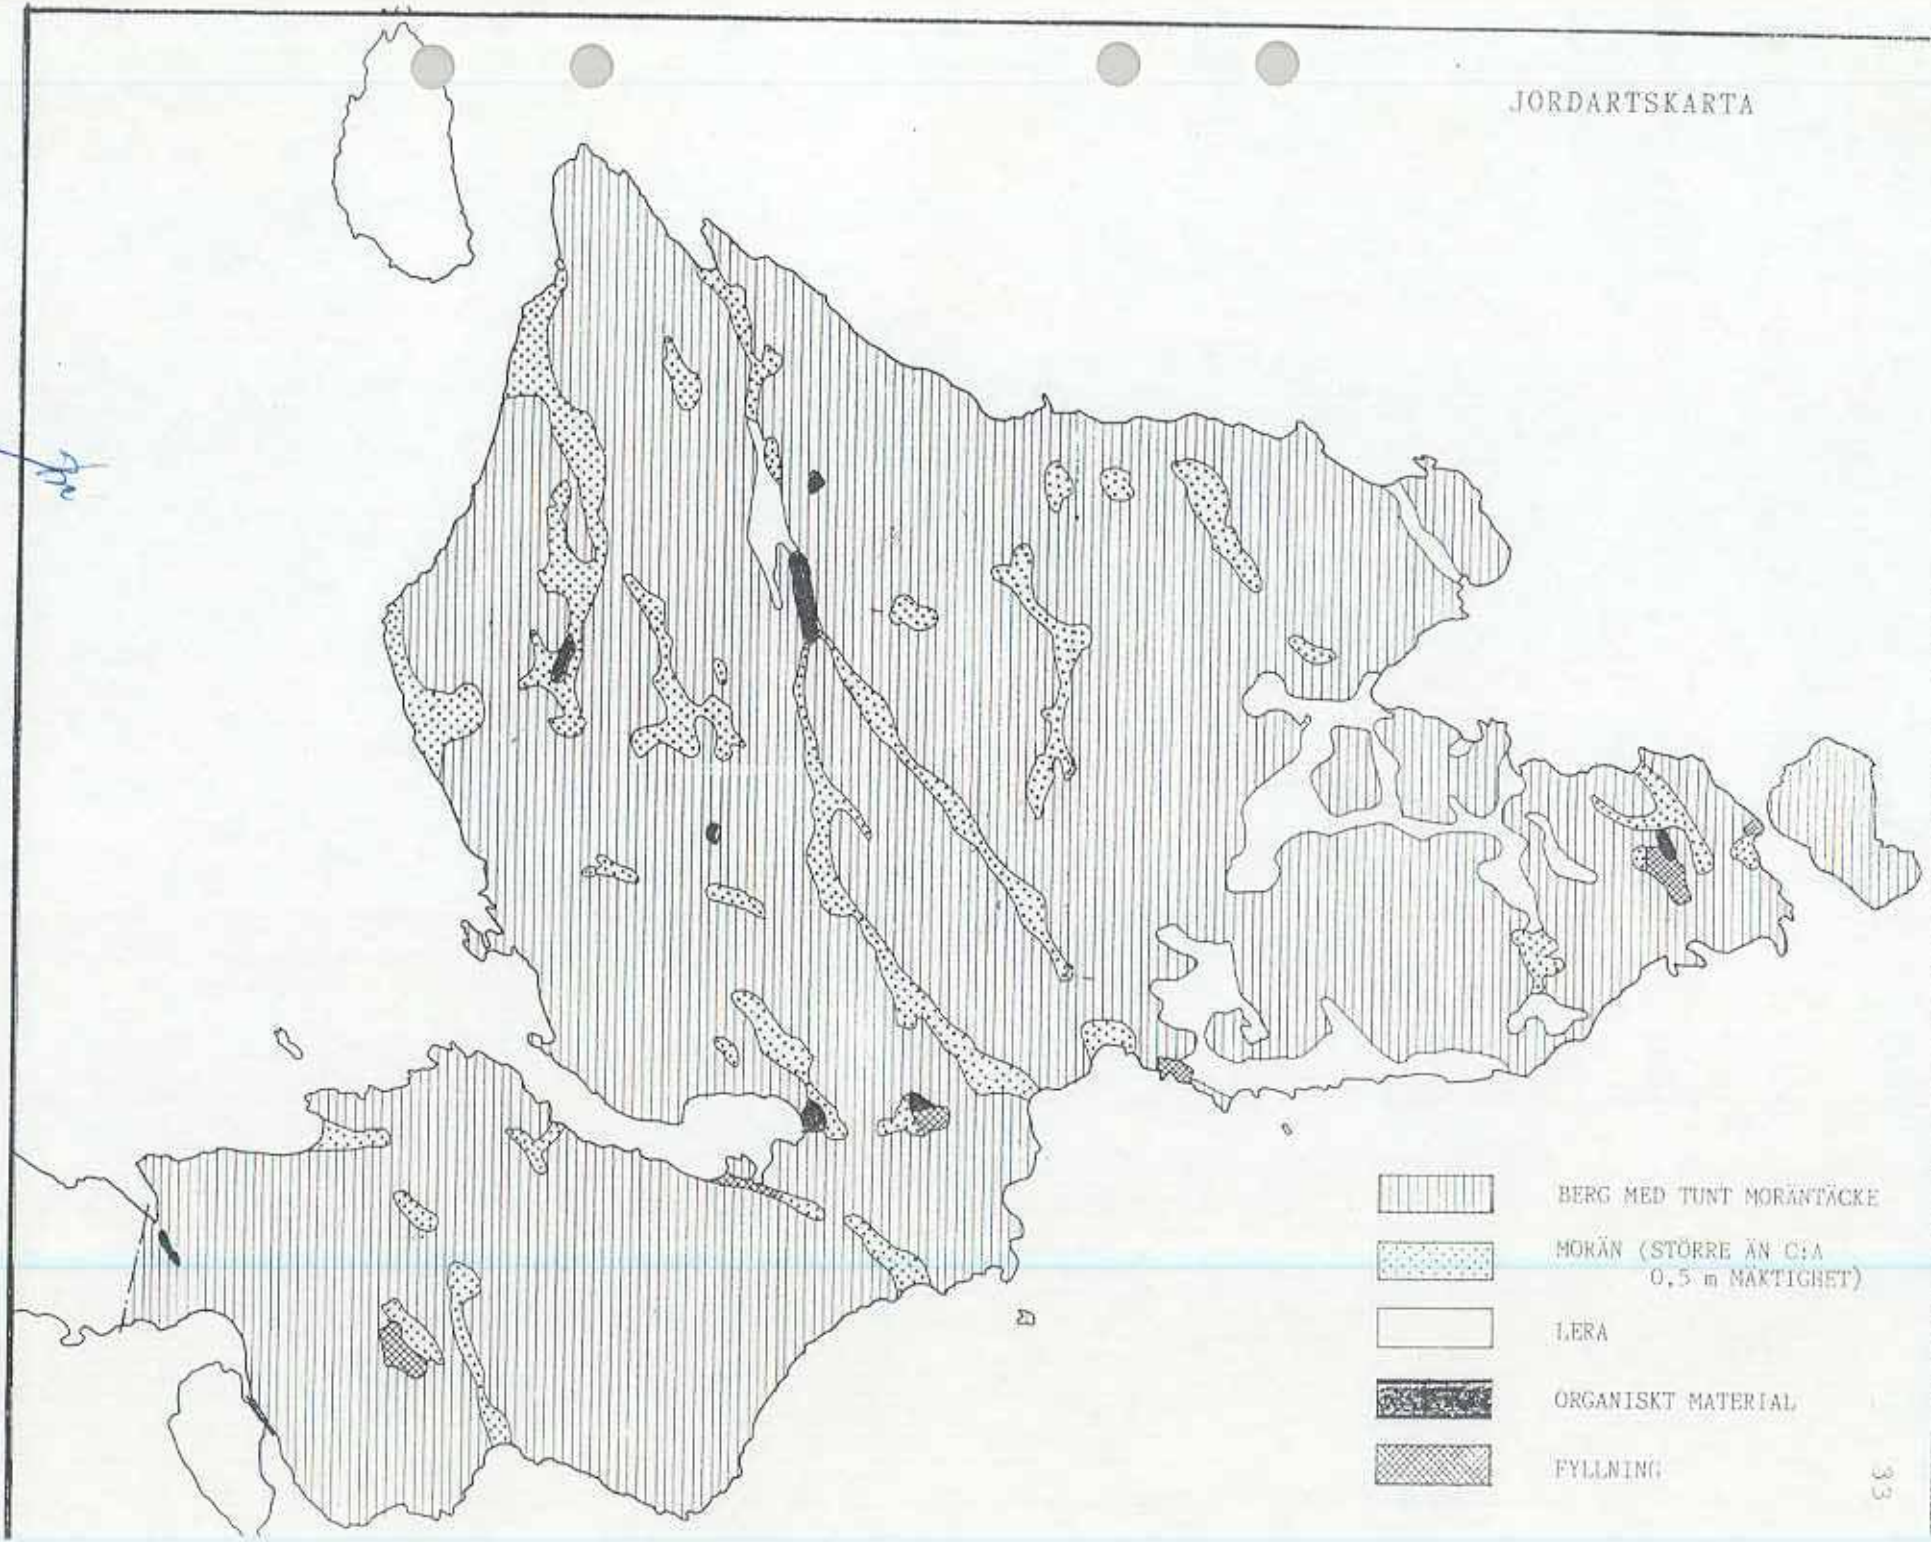 JORDARTSKARTA
BERG MED TUNT MORÄNTÄCKE
MORÄN (STÖRRE ÄN C:A
0,5 m MÄKTIGHET)
LERA
ORGANISKT MATERIAL
FYLLNING
33